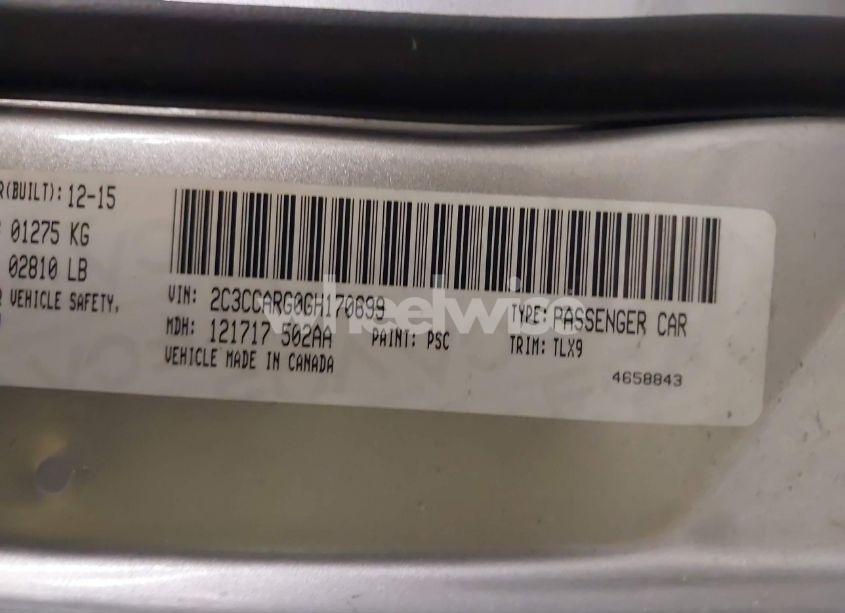 R(BUILT): 12-15
01275 KG
02810 LB
VEHICLE SAFETY,
VIN: 2C3CCARG0GH170899
MDH: 121717 502AA
PAINT: PSC
VEHICLE MADE IN CANADA
TYPE: PASSENGER CAR
TRIM: TLX9
4658843
wheelwise